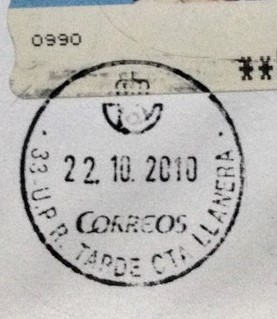 0990
**
22.10.2010
CORREOS
33-U.P.R. TARDE CTA LLANERA